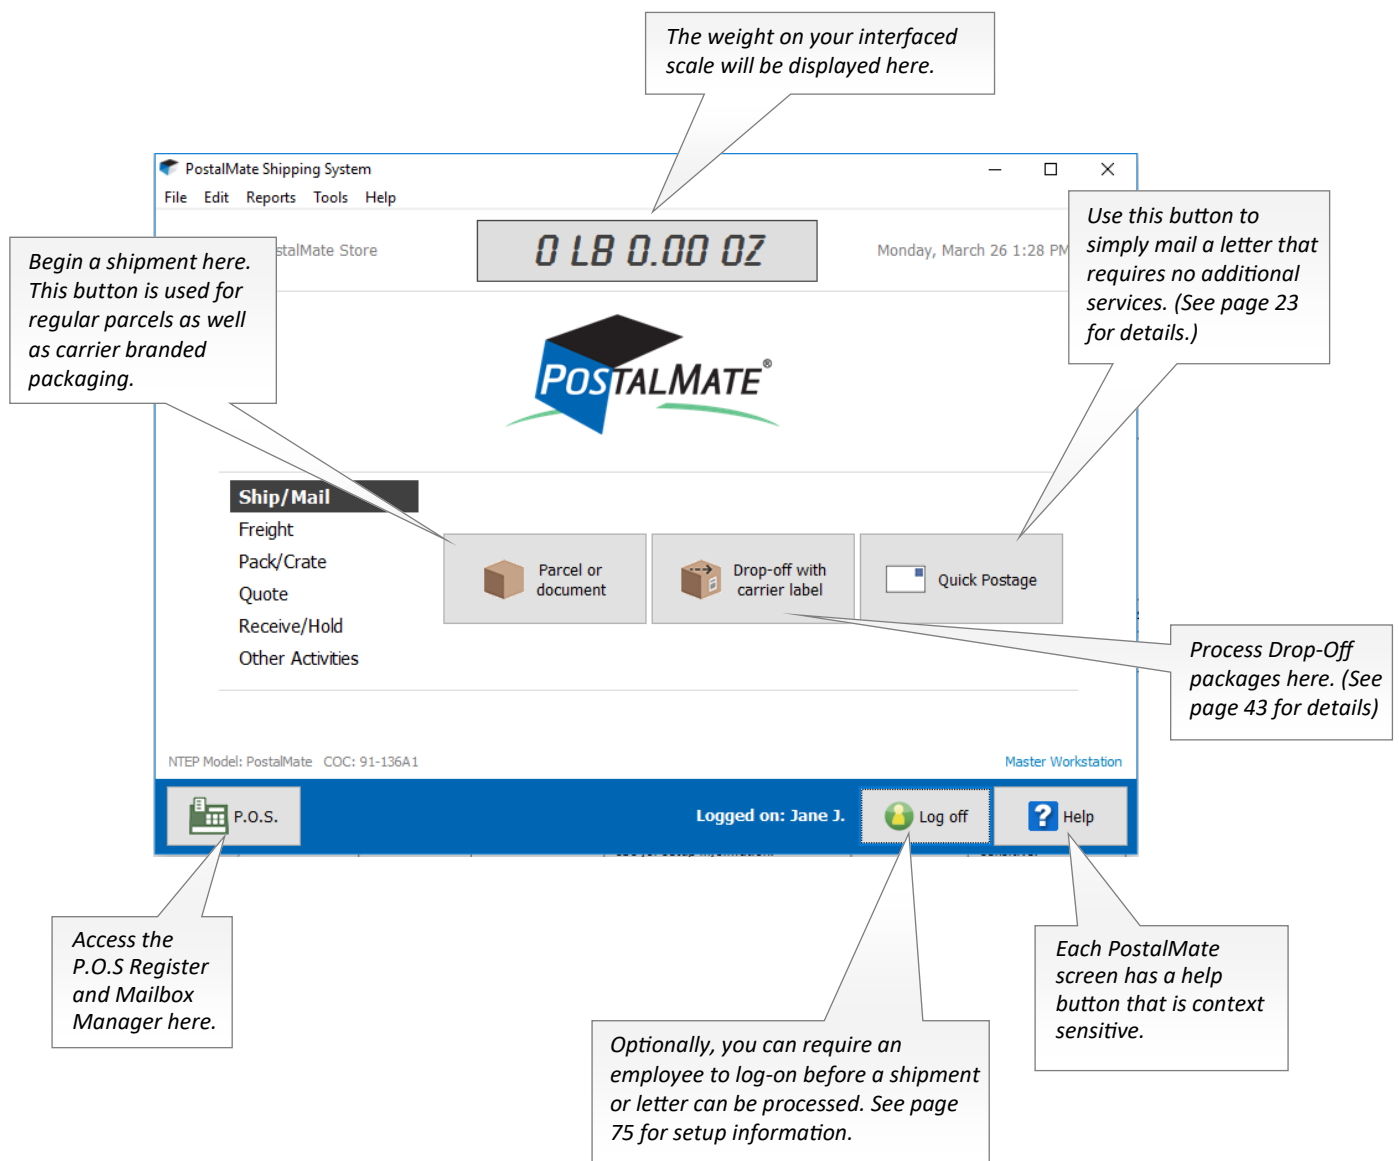 The weight on your interfaced
scale will be displayed here.
PostalMate Shipping System
File Edit Reports Tools Help
stalMate Store
0 LB 0.00 OZ
Monday, March 26 1:28 PM
Begin a shipment here.
This button is used for
regular parcels as well
as carrier branded
packaging.
Use this button to
simply mail a letter that
requires no additional
services. (See page 23
for details.)
POSTALMATE®
Ship/Mail
Freight
Pack/Crate
Quote
Receive/Hold
Other Activities
Parcel or
document
Drop-off with
carrier label
Quick Postage
Process Drop-Off
packages here. (See
page 43 for details)
NTEP Model: PostalMate COC: 91-136A1
Master Workstation
P.O.S.
Logged on: Jane J.
Log off
Help
Access the
P.O.S Register
and Mailbox
Manager here.
Optionally, you can require an
employee to log-on before a shipment
or letter can be processed. See page
75 for setup information.
Each PostalMate
screen has a help
button that is context
sensitive.